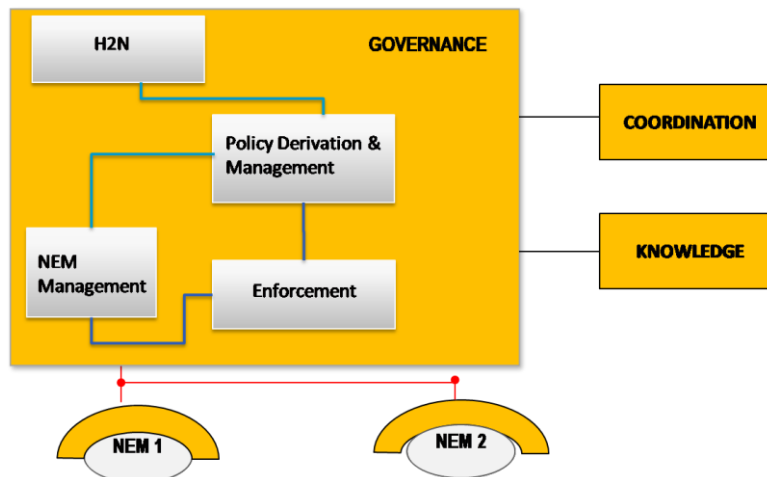 H2N
GOVERNANCE
COORDINATION
Policy Derivation &
Management
KNOWLEDGE
NEM
Management
Enforcement
NEM 1
NEM 2